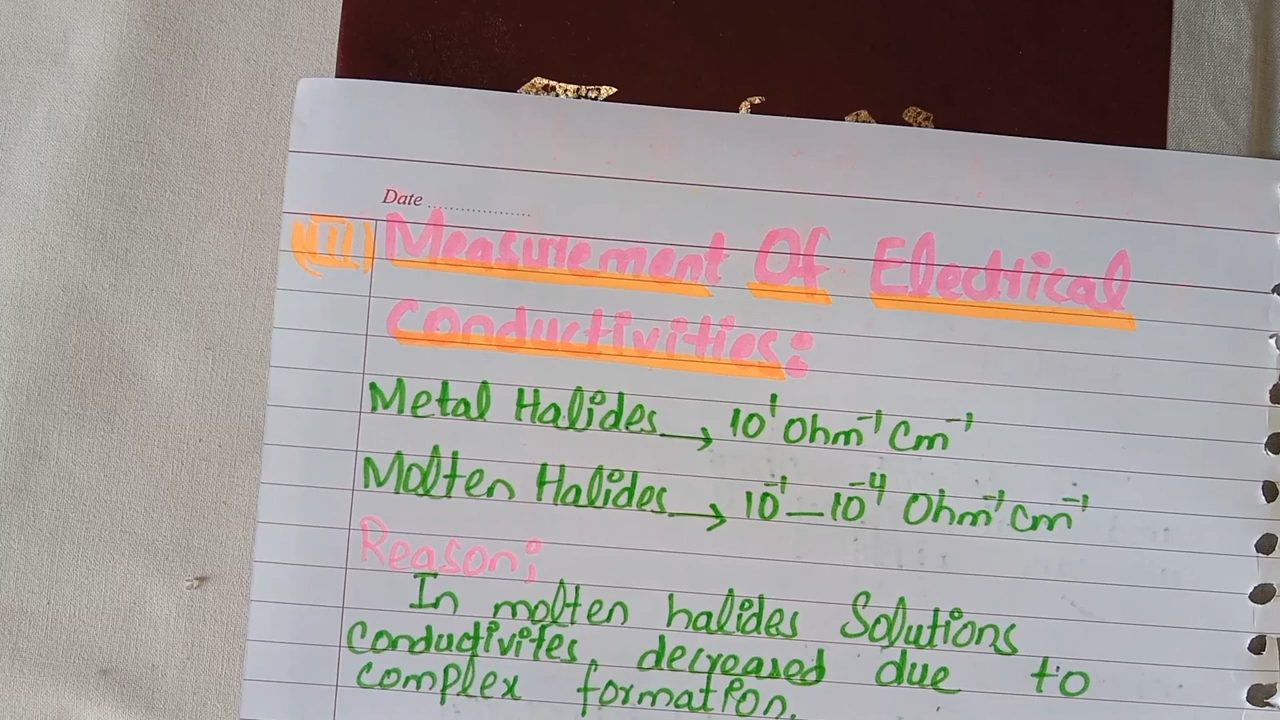 Date ..................
(III) Measurement Of Electrical
Conductivities:
Metal Halides → 10¹ Ohm⁻¹ Cm⁻¹
Molten Halides → 10⁻¹ – 10⁻⁴ Ohm⁻¹ Cm⁻¹
Reason;
In molten halides Solutions
Conductivites, decreased due to
complex formation.